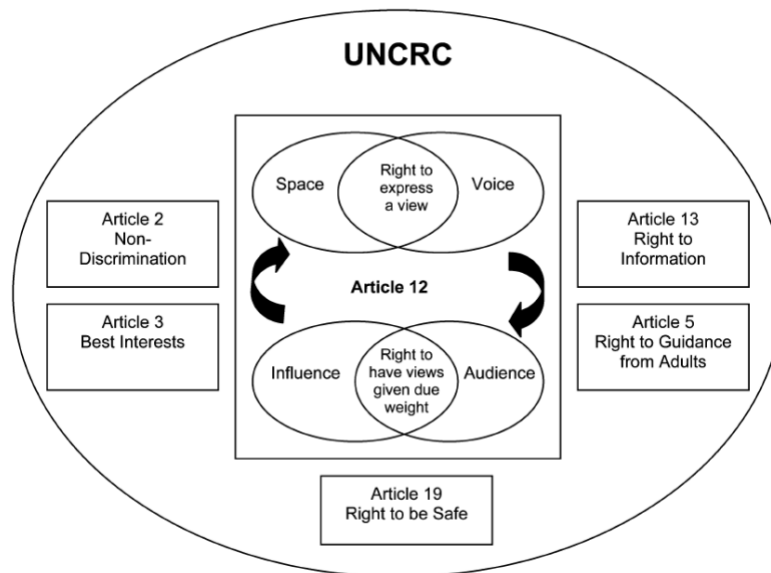 UNCRC
Space
Right to
express
a view
Voice
Article 2
Non-
Discrimination
Article 13
Right to
Information
Article 12
Article 3
Best Interests
Article 5
Right to Guidance
from Adults
Influence
Right to
have views
given due
weight
Audience
Article 19
Right to be Safe